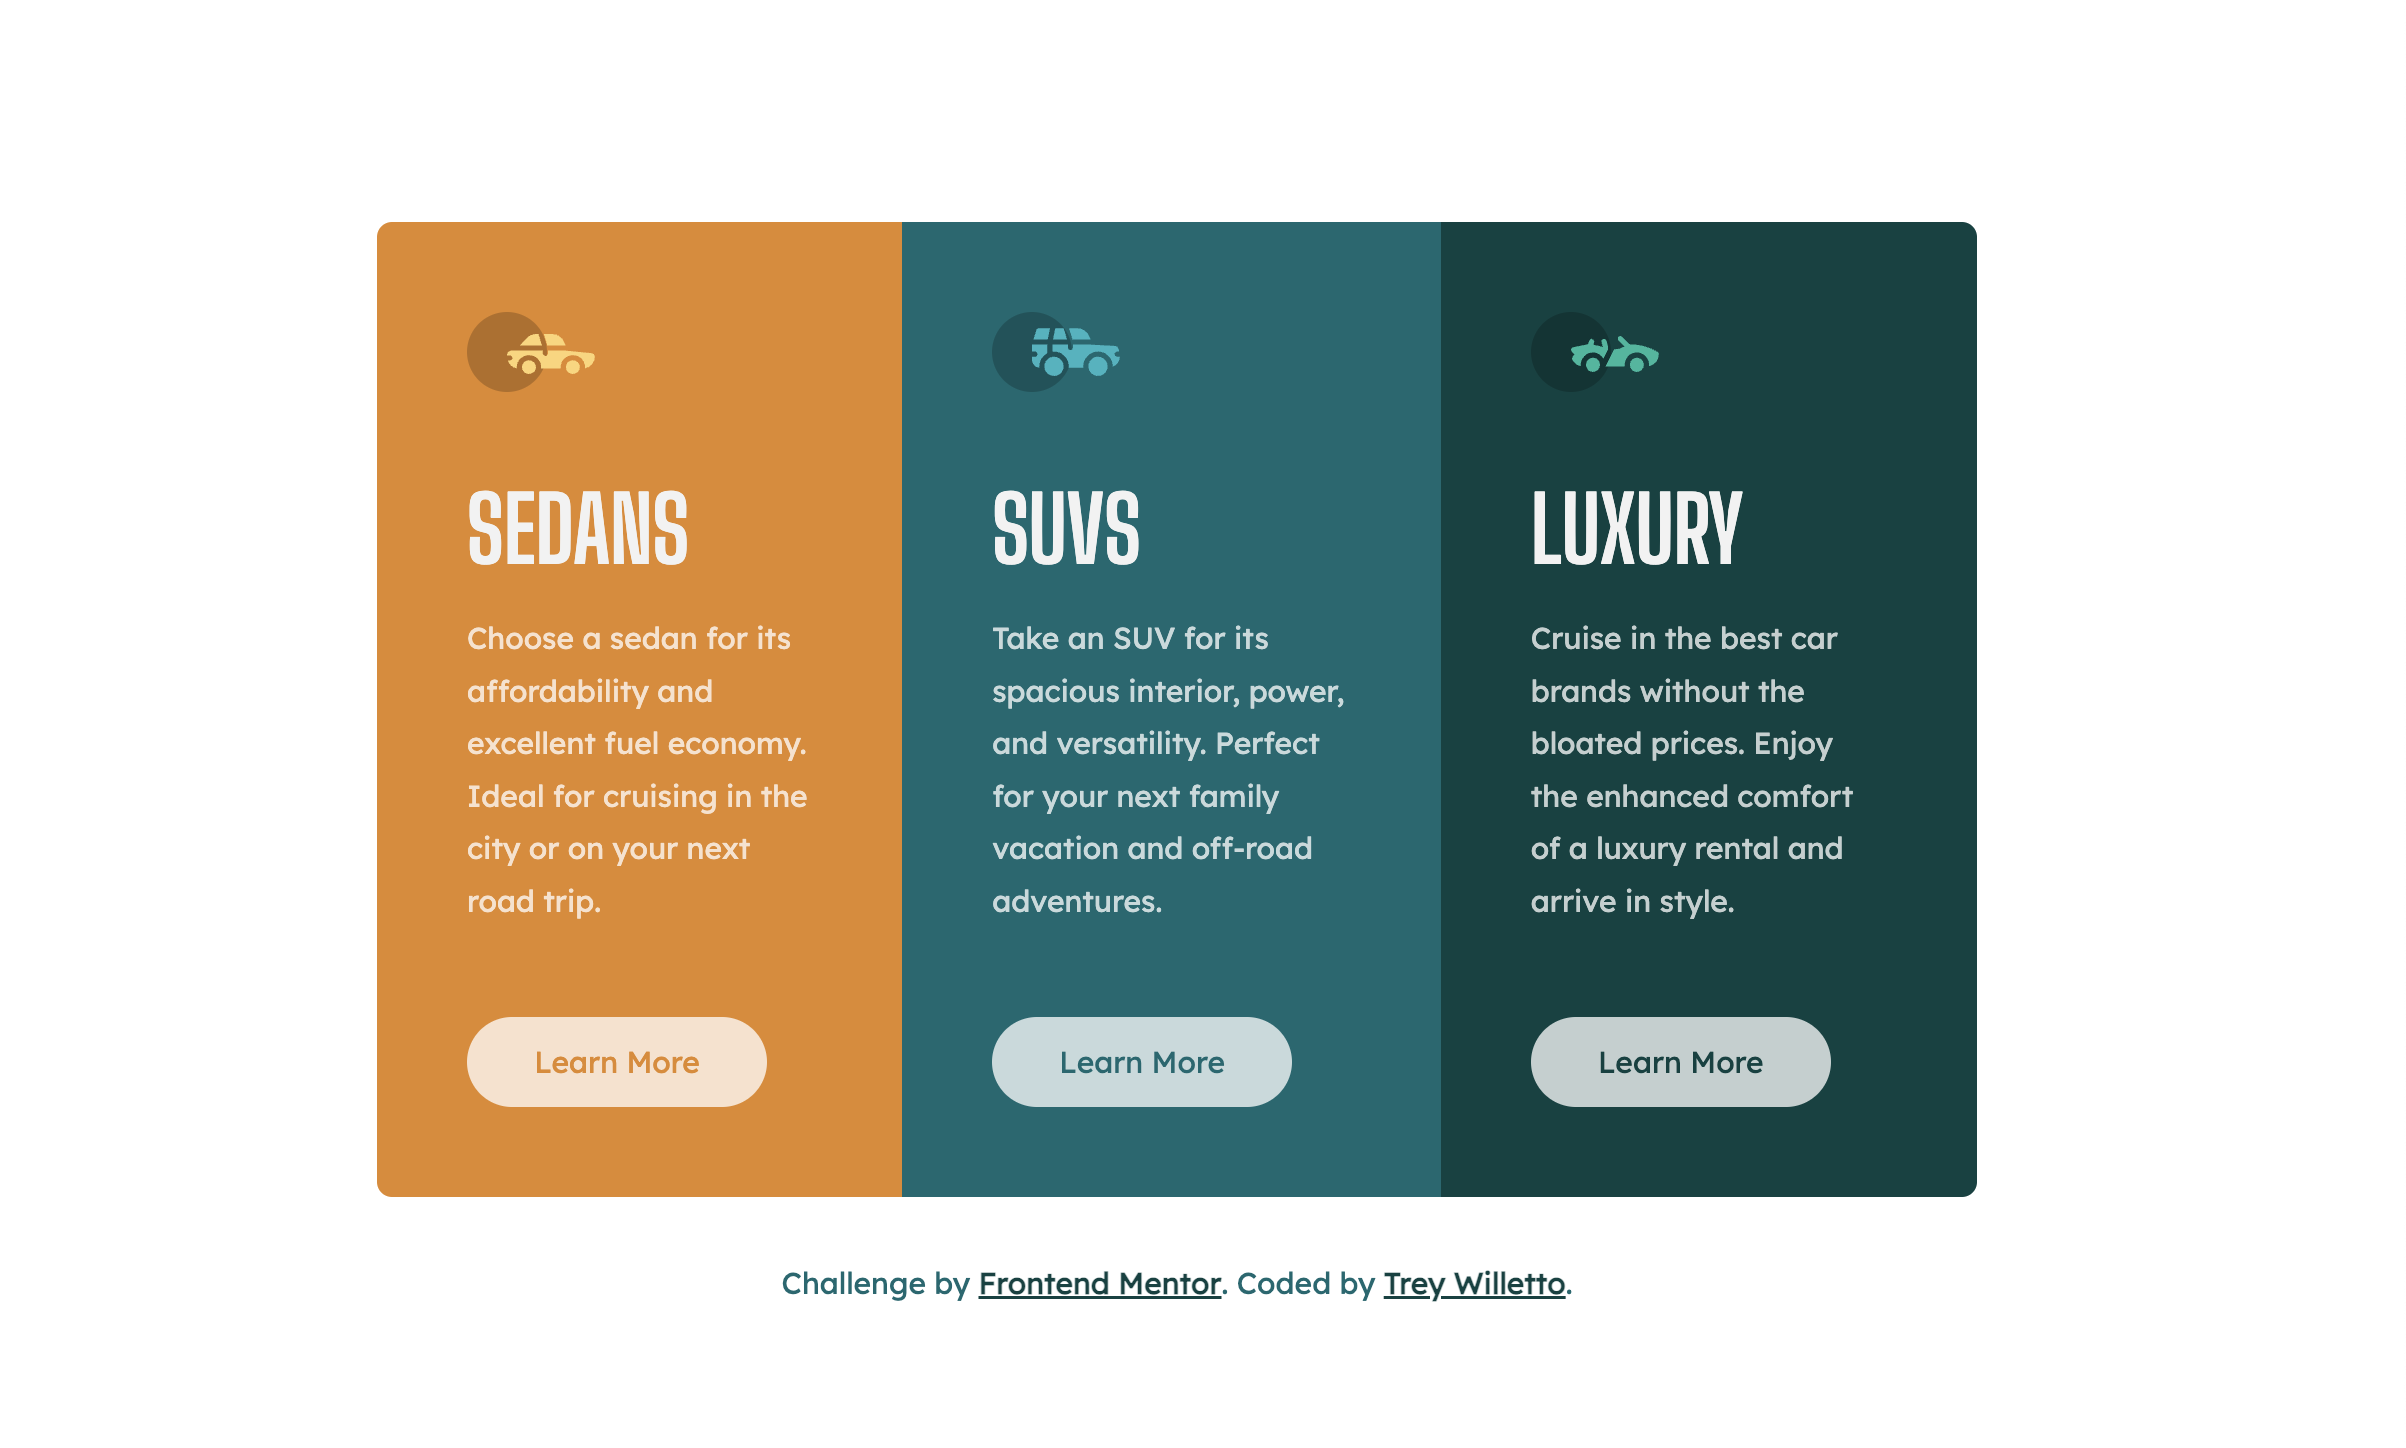 SEDANS
Choose a sedan for its
affordability and
excellent fuel economy.
Ideal for cruising in the
city or on your next
road trip.
Learn More
SUVS
Take an SUV for its
spacious interior, power,
and versatility. Perfect
for your next family
vacation and off-road
adventures.
Learn More
LUXURY
Cruise in the best car
brands without the
bloated prices. Enjoy
the enhanced comfort
of a luxury rental and
arrive in style.
Learn More
Challenge by Frontend Mentor. Coded by Trey Willetto.